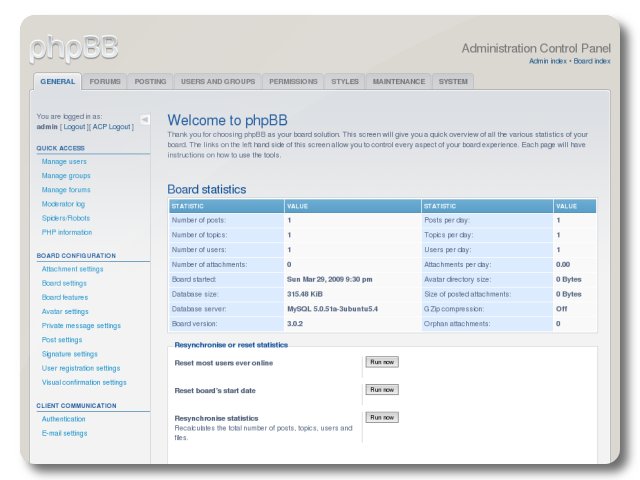 phpBB
Administration Control Panel
Admin index • Board index
GENERAL FORUMS POSTING USERS AND GROUPS PERMISSIONS STYLES MAINTENANCE SYSTEM
You are logged in as:
admin [ Logout ][ ACP Logout ]
QUICK ACCESS
Manage users
Manage groups
Manage forums
Moderator log
Spiders/Robots
PHP information
BOARD CONFIGURATION
Attachment settings
Board settings
Board features
Avatar settings
Private message settings
Post settings
Signature settings
User registration settings
Visual confirmation settings
CLIENT COMMUNICATION
Authentication
E-mail settings
Welcome to phpBB
Thank you for choosing phpBB as your board solution. This screen will give you a quick overview of all the various statistics of your
board. The links on the left hand side of this screen allow you to control every aspect of your board experience. Each page will have
instructions on how to use the tools.
Board statistics
STATISTIC VALUE STATISTIC VALUE
Number of posts: 1 Posts per day: 1
Number of topics: 1 Topics per day: 1
Number of users: 1 Users per day: 1
Number of attachments: 0 Attachments per day: 0.00
Board started: Sun Mar 29, 2009 9:30 pm Avatar directory size: 0 Bytes
Database size: 315.48 KiB Size of posted attachments: 0 Bytes
Database server: MySQL 5.0.51a-3ubuntu5.4 GZip compression: Off
Board version: 3.0.2 Orphan attachments: 0
Resynchronise or reset statistics
Reset most users ever online Run now
Reset board's start date Run now
Resynchronise statistics Run now
Recalculates the total number of posts, topics, users and
files.